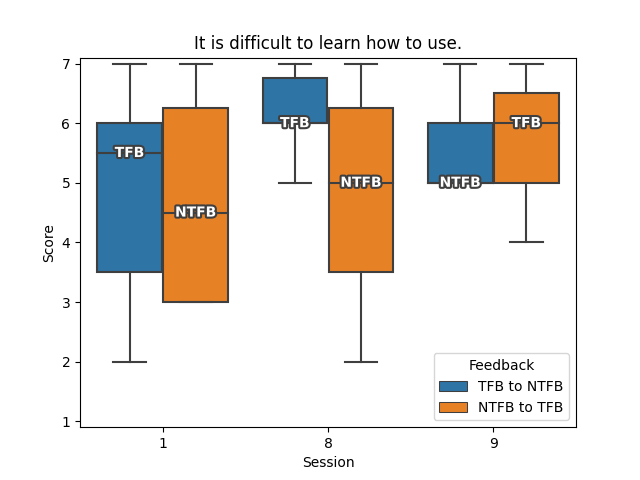 It is difficult to learn how to use.
7
6
5
4
3
2
1
Score
TFB
NTFB
TFB
NTFB
NTFB
TFB
Feedback
TFB to NTFB
NTFB to TFB
1
8
9
Session